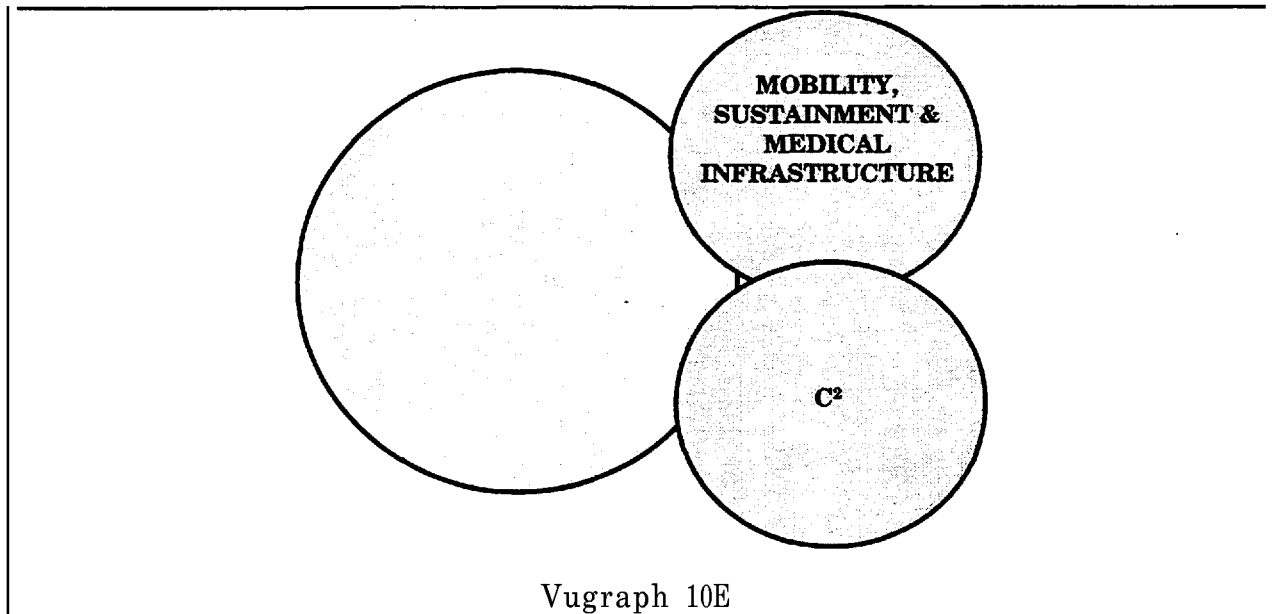 MOBILITY,
SUSTAINMENT &
MEDICAL
INFRASTRUCTURE
C²
Vugraph 10E